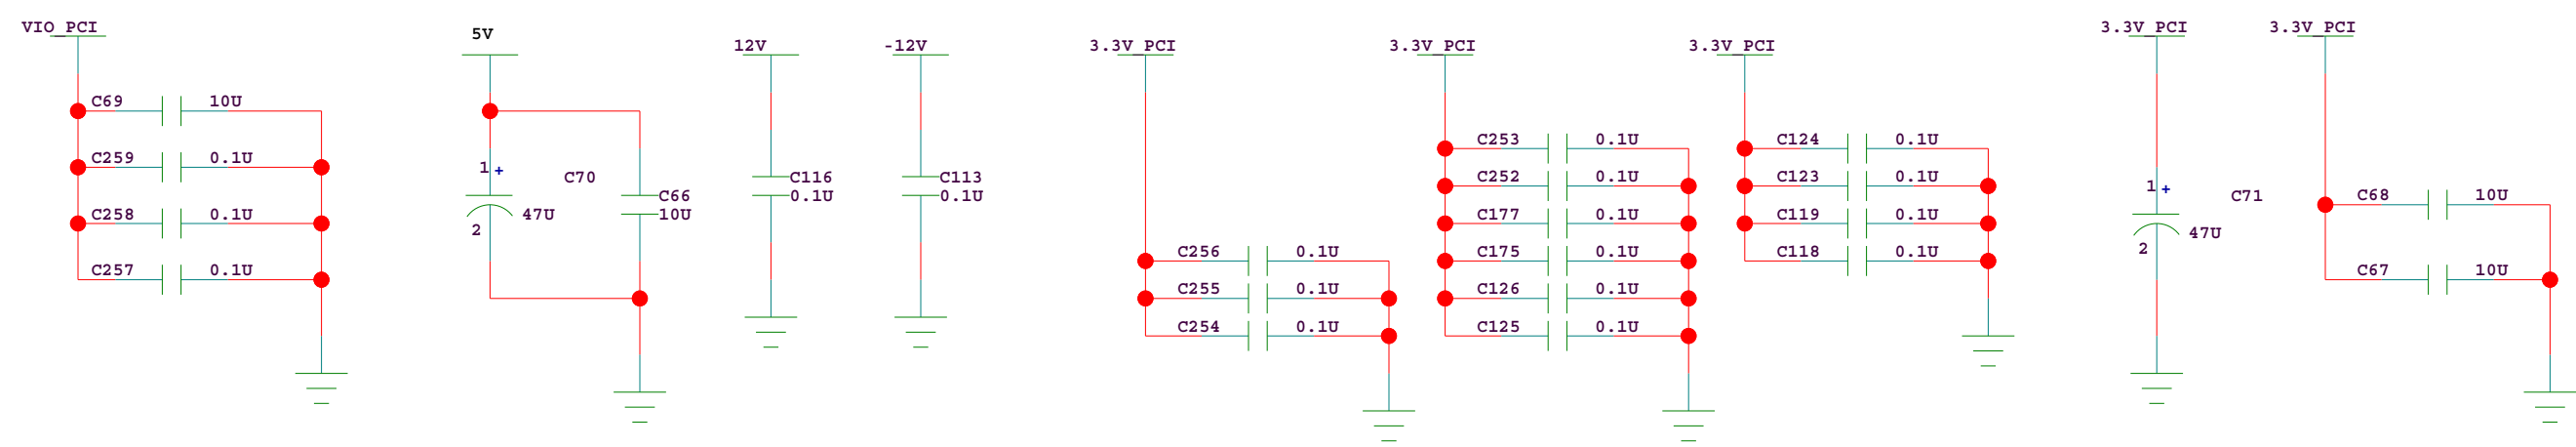 VIO_PCI
C69 10U
C259 0.1U
C258 0.1U
C257 0.1U
5V
1 +
C70
47U
2
C66
10U
12V
C116
0.1U
-12V
C113
0.1U
3.3V_PCI
C256 0.1U
C255 0.1U
C254 0.1U
3.3V_PCI
C253 0.1U
C252 0.1U
C177 0.1U
C175 0.1U
C126 0.1U
C125 0.1U
3.3V_PCI
C124 0.1U
C123 0.1U
C119 0.1U
C118 0.1U
3.3V_PCI
1 +
C71
47U
2
3.3V_PCI
C68 10U
C67 10U